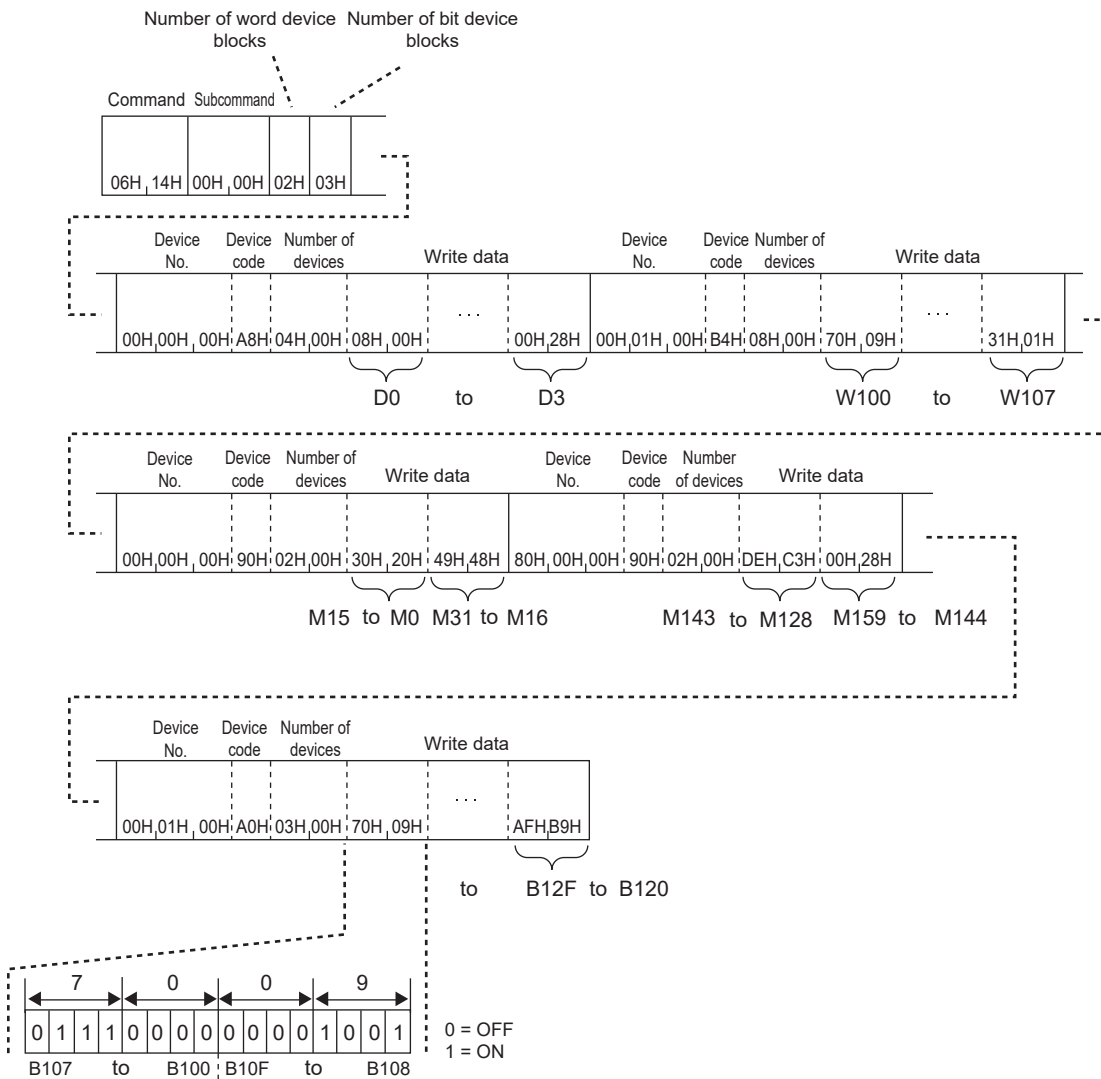 Number of word device blocks
Number of bit device blocks
Command Subcommand
06H 14H 00H 00H 02H 03H
Device No. Device code Number of devices Write data Device No. Device code Number of devices Write data
00H 00H 00H A8H 04H 00H 08H 00H ... 00H 28H 00H 01H 00H B4H 08H 00H 70H 09H ... 31H 01H
D0 to D3 W100 to W107
Device No. Device code Number of devices Write data Device No. Device code Number of devices Write data
00H 00H 00H 90H 02H 00H 30H 20H 49H 48H 80H 00H 00H 90H 02H 00H DEH C3H 00H 28H
M15 to M0 M31 to M16 M143 to M128 M159 to M144
Device No. Device code Number of devices Write data
00H 01H 00H A0H 03H 00H 70H 09H ... AFH B9H
to B12F to B120
7 0 0 9
0 1 1 1 0 0 0 0 0 0 0 0 1 0 0 1
0 = OFF
1 = ON
B107 to B100 B10F to B108